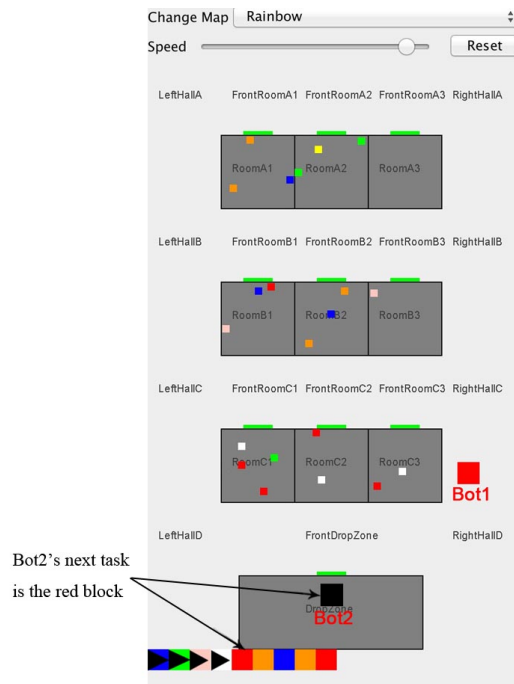 Change Map Rainbow
Speed Reset
LeftHallA FrontRoomA1 FrontRoomA2 FrontRoomA3 RightHallA
RoomA1 RoomA2 RoomA3
LeftHallB FrontRoomB1 FrontRoomB2 FrontRoomB3 RightHallB
RoomB1 RoomB2 RoomB3
LeftHallC FrontRoomC1 FrontRoomC2 FrontRoomC3 RightHallC
RoomC1 RoomC2 RoomC3
Bot1
LeftHallD FrontDropZone RightHallD
Bot2's next task
is the red block
DropZone
Bot2